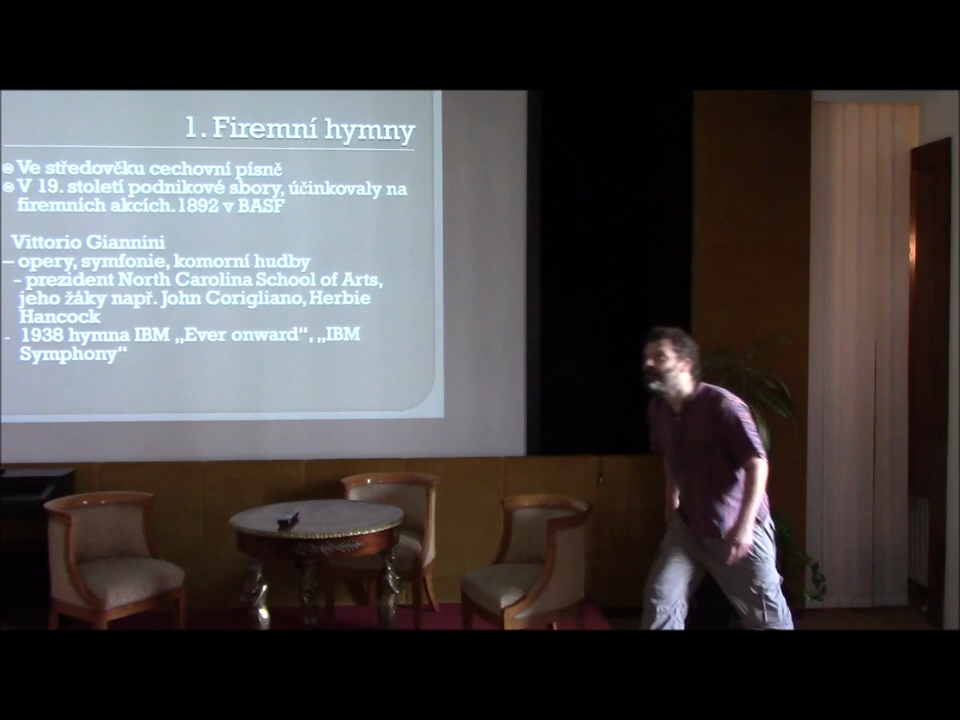 1. Firemní hymny
Ve středověku cechovní písně
V 19. století podnikové sbory, účinkovaly na
firemních akcích.1892 v BASF
Vittorio Giannini
– opery, symfonie, komorní hudby
- prezident North Carolina School of Arts,
jeho žáky např. John Corigliano, Herbie
Hancock
- 1938 hymna IBM „Ever onward“, „IBM
Symphony“